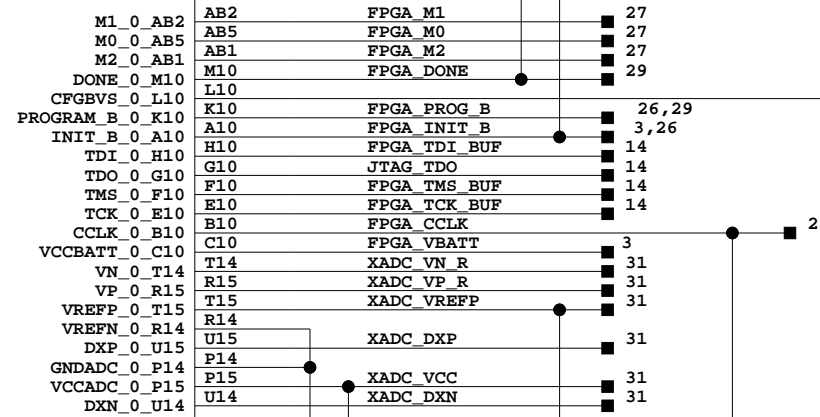 M1_0_AB2 AB2 FPGA_M1 27
M0_0_AB5 AB5 FPGA_M0 27
M2_0_AB1 AB1 FPGA_M2 27
DONE_0_M10 M10 FPGA_DONE 29
CFGBVS_0_L10 L10
PROGRAM_B_0_K10 K10 FPGA_PROG_B 26,29
INIT_B_0_A10 A10 FPGA_INIT_B 3,26
TDI_0_H10 H10 FPGA_TDI_BUF 14
TDO_0_G10 G10 JTAG_TDO 14
TMS_0_F10 F10 FPGA_TMS_BUF 14
TCK_0_E10 E10 FPGA_TCK_BUF 14
CCLK_0_B10 B10 FPGA_CCLK 2
VCCBATT_0_C10 C10 FPGA_VBATT 3
VN_0_T14 T14 XADC_VN_R 31
VP_0_R15 R15 XADC_VP_R 31
VREFP_0_T15 T15 XADC_VREFP 31
VREFN_0_R14 R14
DXP_0_U15 U15 XADC_DXP 31
GNDADC_0_P14 P14
VCCADC_0_P15 P15 XADC_VCC 31
DXN_0_U14 U14 XADC_DXN 31